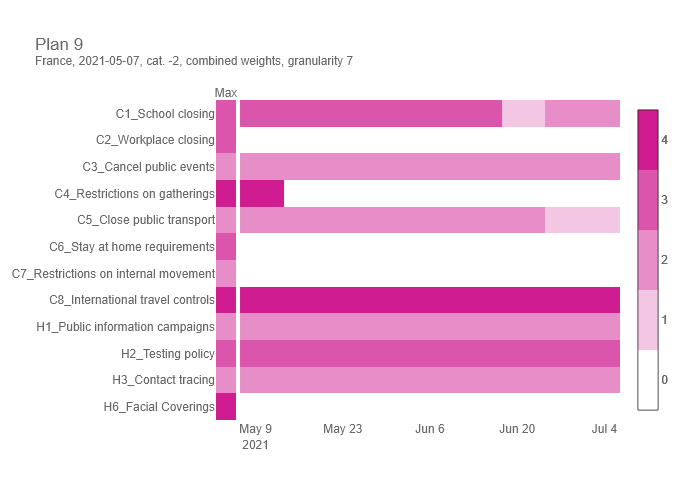 Plan 9
France, 2021-05-07, cat. -2, combined weights, granularity 7
Max
C1_School closing
C2_Workplace closing
C3_Cancel public events
C4_Restrictions on gatherings
C5_Close public transport
C6_Stay at home requirements
C7_Restrictions on internal movement
C8_International travel controls
H1_Public information campaigns
H2_Testing policy
H3_Contact tracing
H6_Facial Coverings
May 9 May 23 Jun 6 Jun 20 Jul 4
2021
4
3
2
1
0